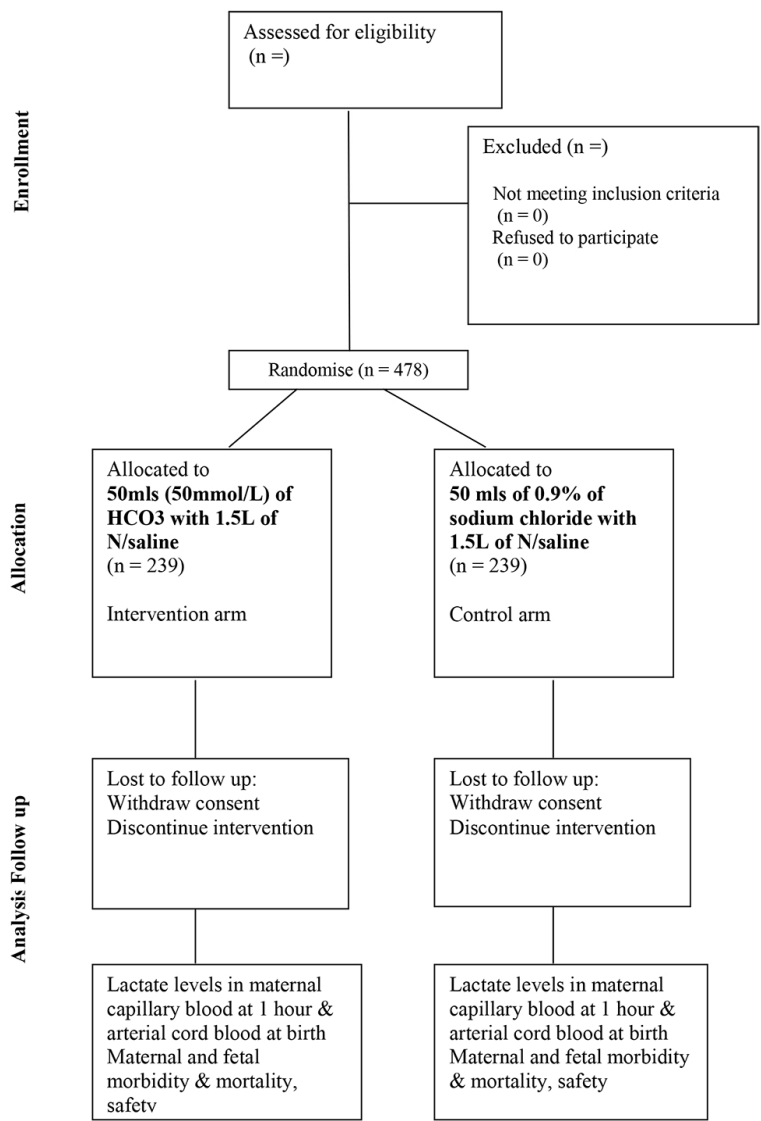 Enrollment
Assessed for eligibility
(n =)
Excluded (n =)
Not meeting inclusion criteria
(n = 0)
Refused to participate
(n = 0)
Randomise (n = 478)
Allocation
Allocated to
50mls (50mmol/L) of
HCO3 with 1.5L of
N/saline
(n = 239)
Intervention arm
Allocated to
50 mls of 0.9% of
sodium chloride with
1.5L of N/saline
(n = 239)
Control arm
Analysis Follow up
Lost to follow up:
Withdraw consent
Discontinue intervention
Lost to follow up:
Withdraw consent
Discontinue intervention
Lactate levels in maternal
capillary blood at 1 hour &
arterial cord blood at birth
Maternal and fetal
morbidity & mortality,
safety
Lactate levels in maternal
capillary blood at 1 hour &
arterial cord blood at birth
Maternal and fetal morbidity
& mortality, safety